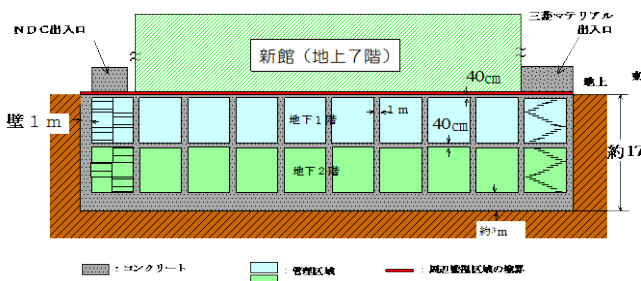 NDC出入口
三菱マテリアル
出入口
新館（地上7階）
40cm
地上
東
壁1m
地下1階
1m
40cm
約17
地下2階
約3m
：コンクリート
：管理区域
：周辺管理区域の境界